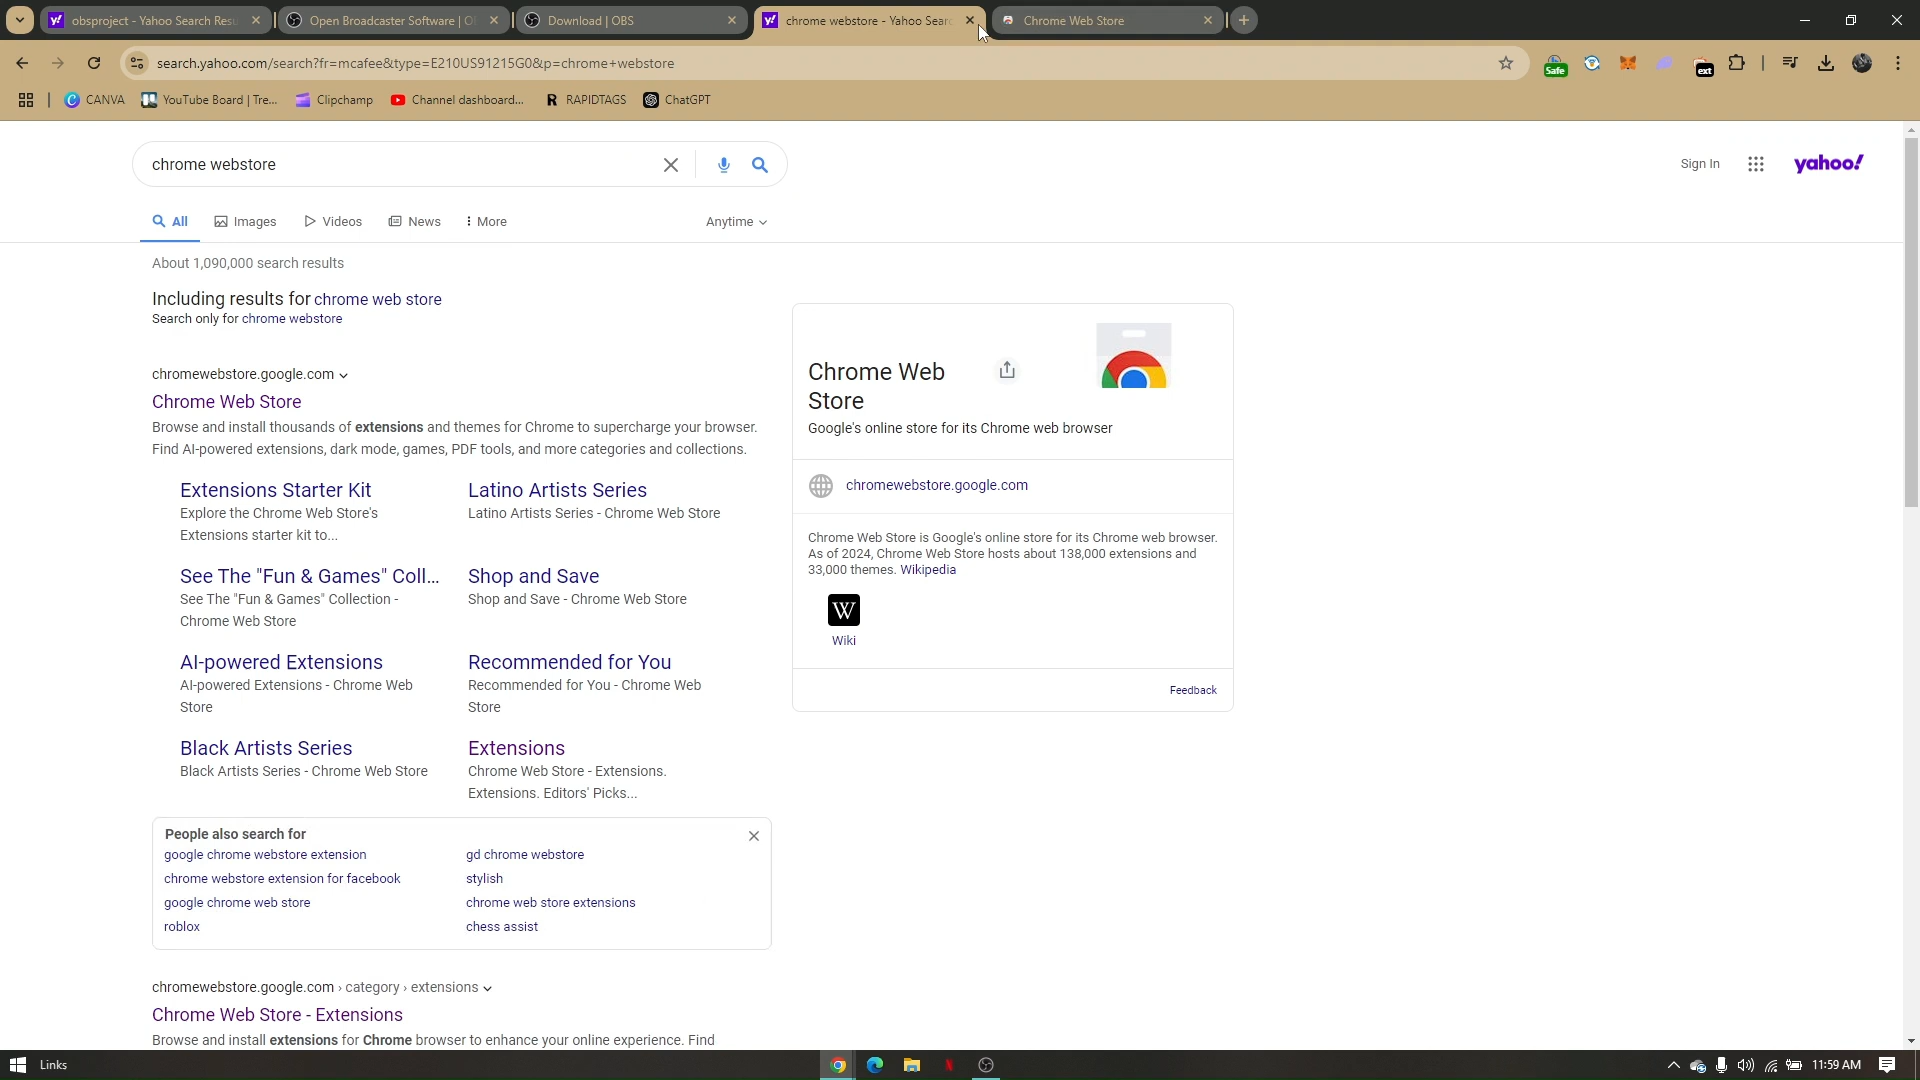 obsproject - Yahoo Search Resu
Open Broadcaster Software | O
Download | OBS
chrome webstore - Yahoo Searc
Chrome Web Store
search.yahoo.com/search?fr=mcafee&type=E210US91215G0&p=chrome+webstore
Safe
ext
CANVA
YouTube Board | Tre...
Clipchamp
Channel dashboard...
R RAPIDTAGS
ChatGPT
chrome webstore
Sign In
yahoo!
All
Images
Videos
News
More
Anytime
About 1,090,000 search results
Including results for chrome web store
Search only for chrome webstore
chromewebstore.google.com
Chrome Web Store
Browse and install thousands of extensions and themes for Chrome to supercharge your browser.
Find AI-powered extensions, dark mode, games, PDF tools, and more categories and collections.
Extensions Starter Kit
Explore the Chrome Web Store's
Extensions starter kit to...
Latino Artists Series
Latino Artists Series - Chrome Web Store
See The "Fun & Games" Coll...
See The "Fun & Games" Collection -
Chrome Web Store
Shop and Save
Shop and Save - Chrome Web Store
AI-powered Extensions
AI-powered Extensions - Chrome Web
Store
Recommended for You
Recommended for You - Chrome Web
Store
Black Artists Series
Black Artists Series - Chrome Web Store
Extensions
Chrome Web Store - Extensions.
Extensions. Editors' Picks...
People also search for
google chrome webstore extension
gd chrome webstore
chrome webstore extension for facebook
stylish
google chrome web store
chrome web store extensions
roblox
chess assist
chromewebstore.google.com › category › extensions
Chrome Web Store - Extensions
Browse and install extensions for Chrome browser to enhance your online experience. Find
Chrome Web
Store
Google's online store for its Chrome web browser
chromewebstore.google.com
Chrome Web Store is Google's online store for its Chrome web browser.
As of 2024, Chrome Web Store hosts about 138,000 extensions and
33,000 themes. Wikipedia
W
Wiki
Feedback
Links
11:59 AM